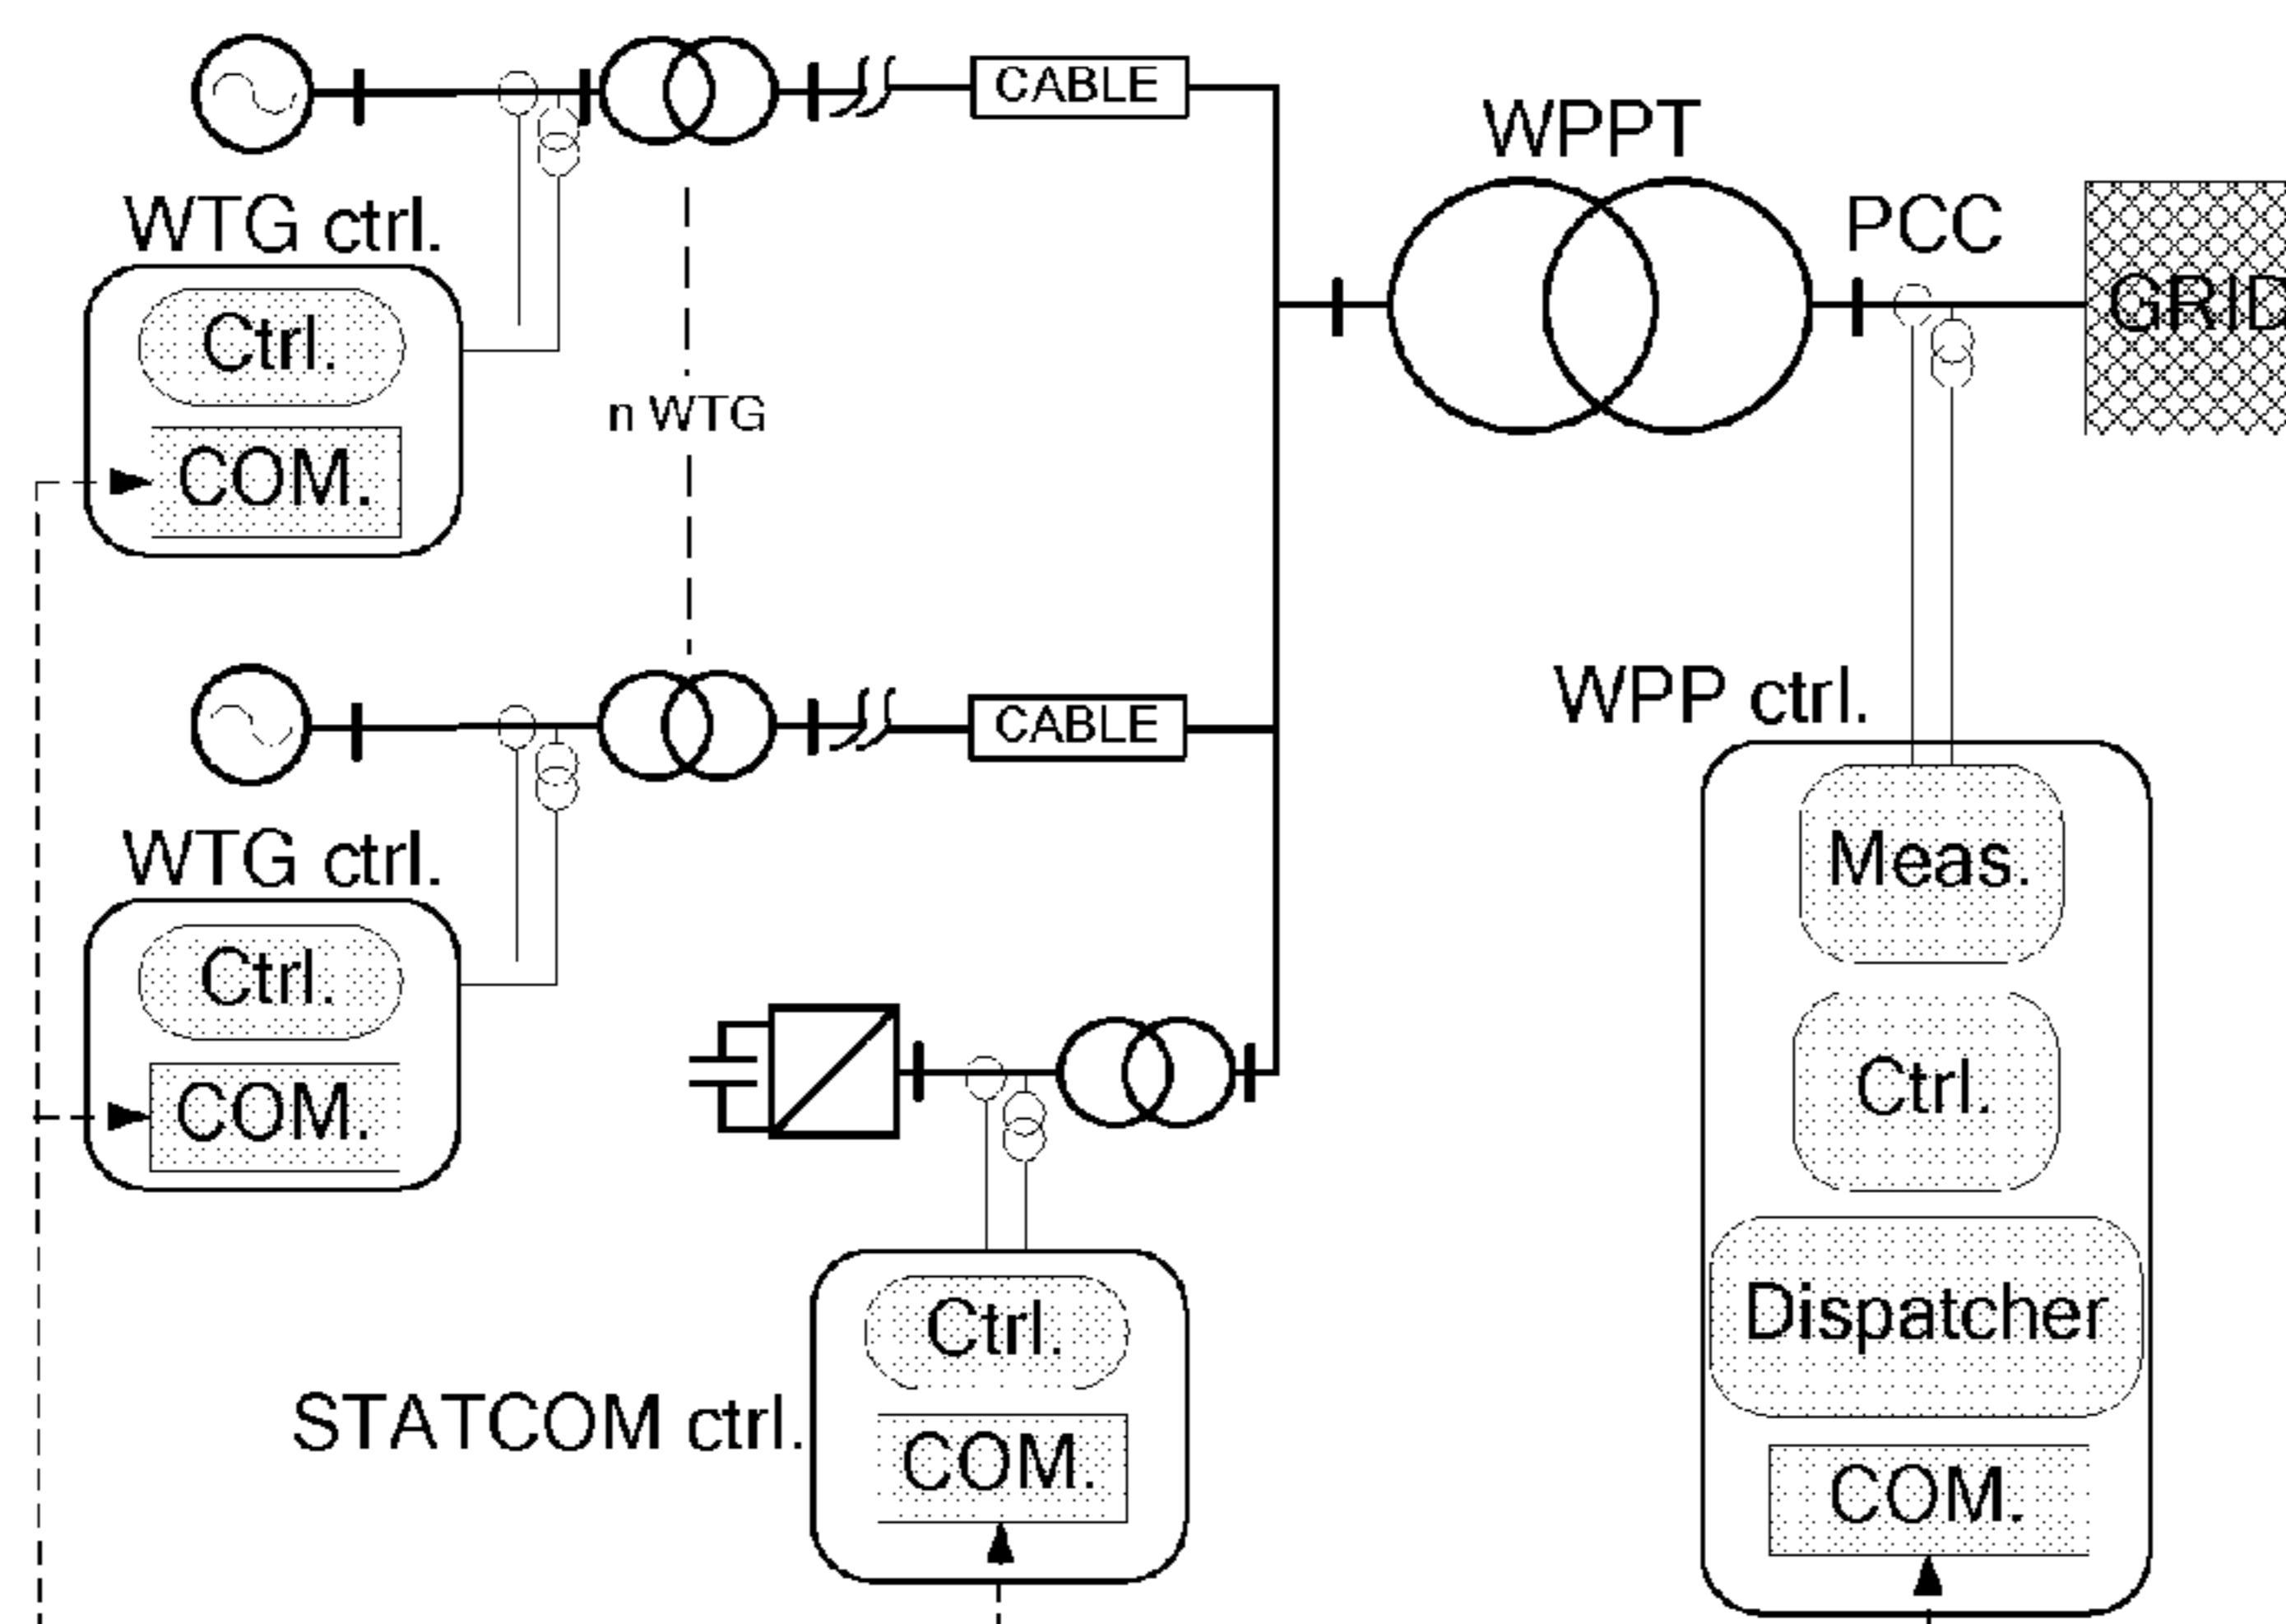 CABLE
WPPT
PCC
GRID
WTG ctrl.
Ctrl.
COM.
n WTG
CABLE
WTG ctrl.
Ctrl.
COM.
WPP ctrl.
Meas.
Ctrl.
Dispatcher
COM.
STATCOM ctrl.
Ctrl.
COM.